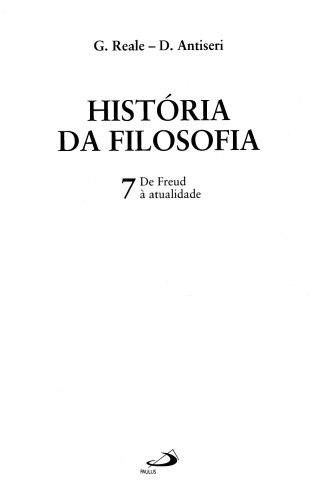 G. Reale – D. Antiseri
HISTÓRIA
DA FILOSOFIA
7 De Freud
à atualidade
PAULUS